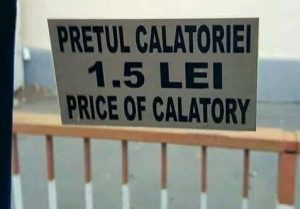 PRETUL CALATORIEI
1.5 LEI
PRICE OF CALATORY